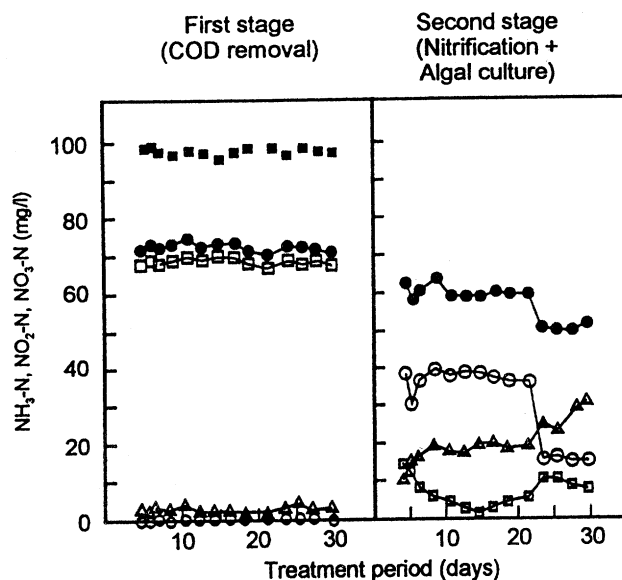 First stage
(COD removal)
Second stage
(Nitrification +
Algal culture)
NH3-N, NO2-N, NO3-N (mg/l)
100
80
60
40
20
0
10
20
30
10
20
30
Treatment period (days)